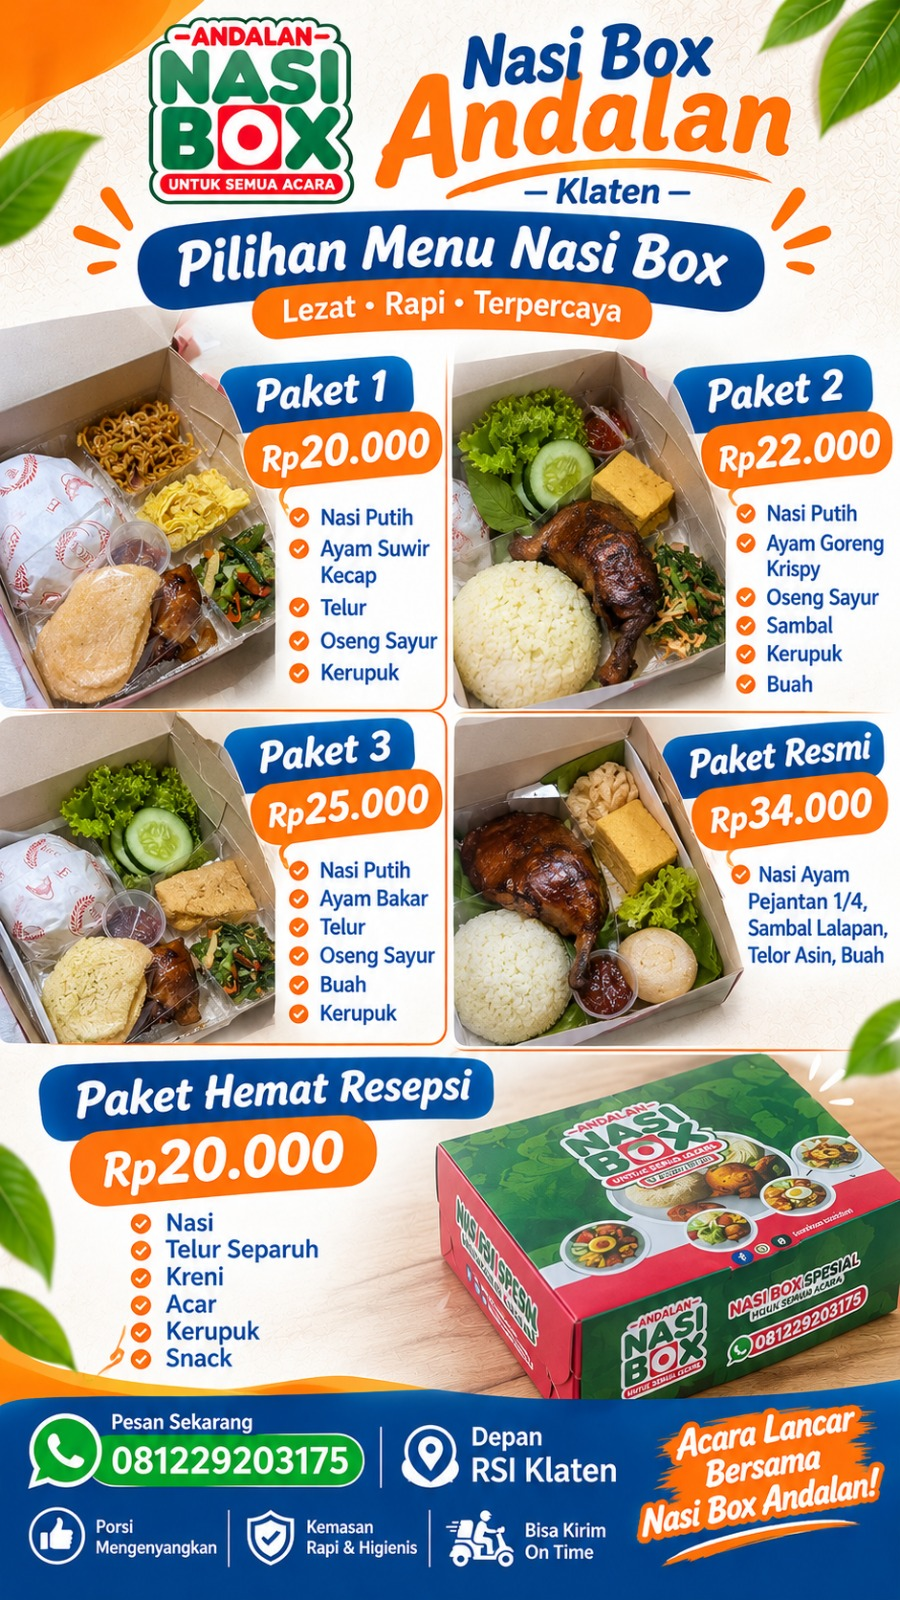 ANDALAN
NASI
BOX
UNTUK SEMUA ACARA
Nasi Box
Andalan
Klaten
Pilihan Menu Nasi Box
Lezat • Rapi • Terpercaya
Paket 1
Rp20.000
Nasi Putih
Ayam Suwir
Kecap
Telur
Oseng Sayur
Kerupuk
Paket 2
Rp22.000
Nasi Putih
Ayam Goreng
Krispy
Oseng Sayur
Sambal
Kerupuk
Buah
Paket 3
Rp25.000
Nasi Putih
Ayam Bakar
Telur
Oseng Sayur
Buah
Kerupuk
Paket Resmi
Rp34.000
Nasi Ayam
Pejantan 1/4,
Sambal Lalapan,
Telor Asin, Buah
Paket Hemat Resepsi
Rp20.000
Nasi
Telur Separuh
Kreni
Acar
Kerupuk
Snack
ANDALAN
NASI
BOX
ANDALAN
NASI
BOX
NASI BOX SPESIAL
081229203175
Pesan Sekarang
081229203175
Depan
RSI Klaten
Acara Lancar
Bersama
Nasi Box Andalan!
Porsi
Mengenyangkan
Kemasan
Rapi & Higienis
Bisa Kirim
On Time